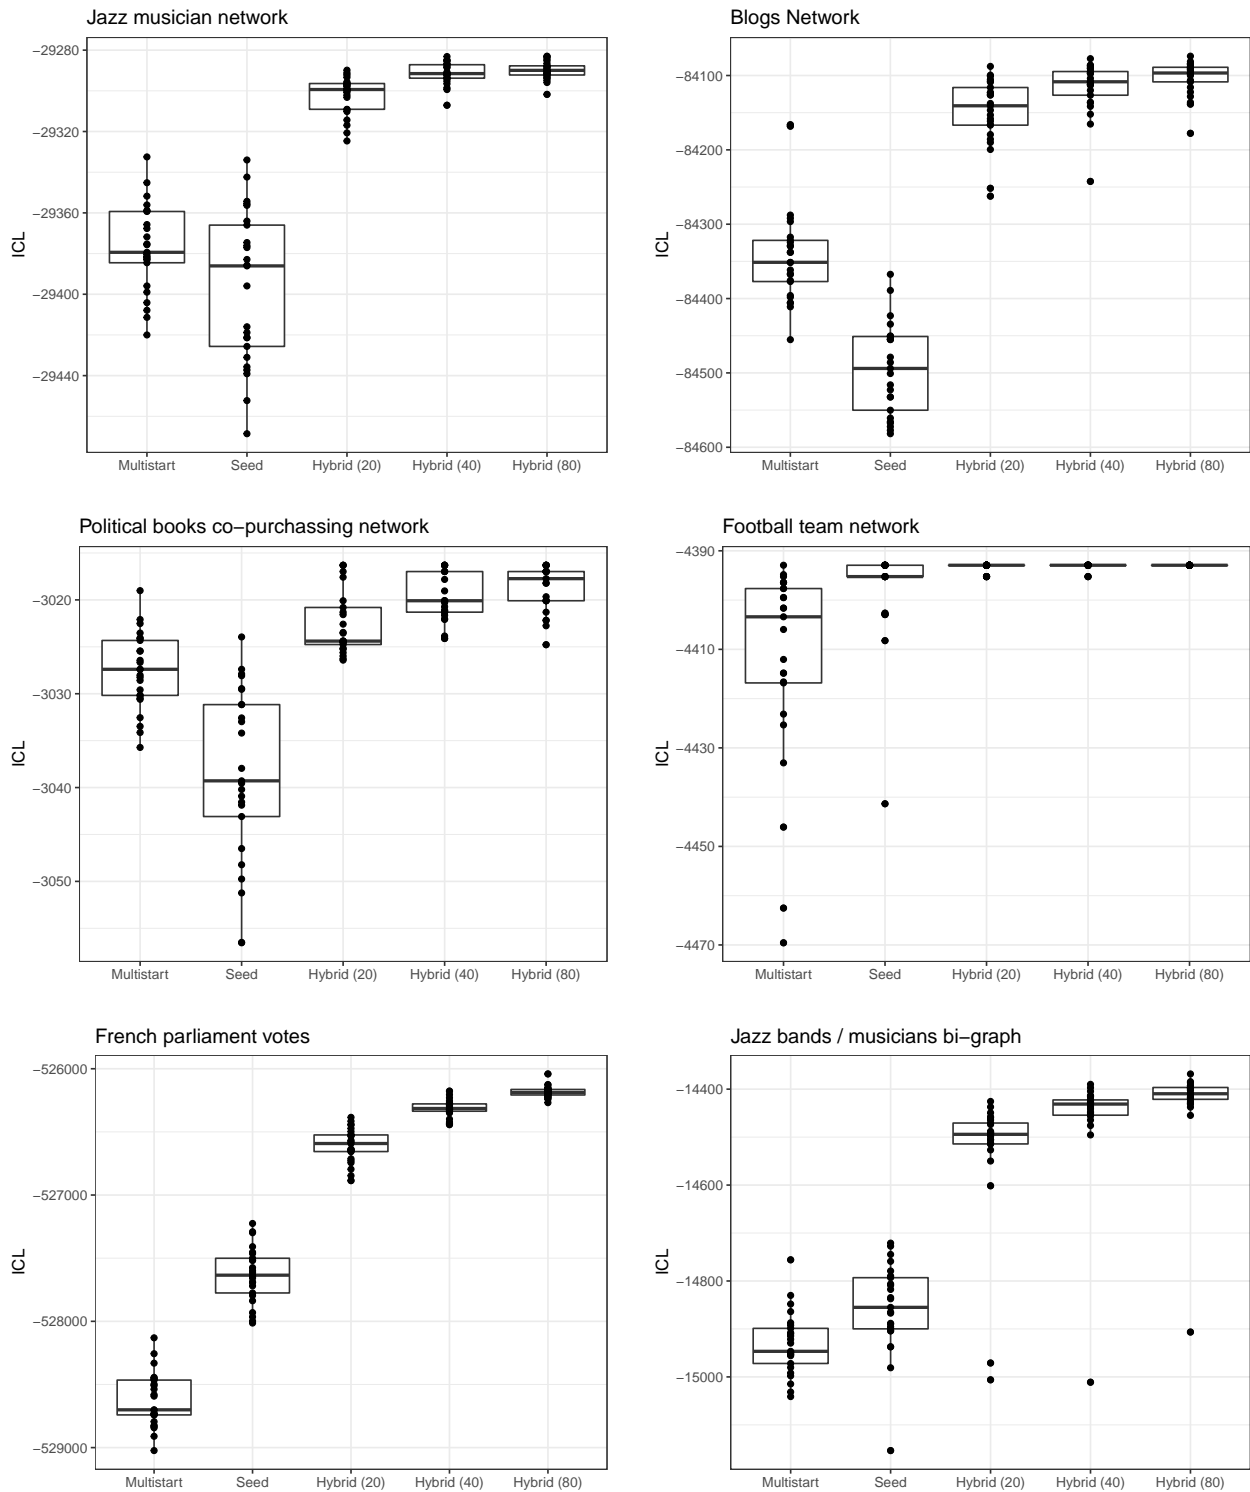 Jazz musician network
ICL
−29280
−29320
−29360
−29400
−29440
Multistart Seed Hybrid (20) Hybrid (40) Hybrid (80)
Blogs Network
ICL
−84100
−84200
−84300
−84400
−84500
−84600
Multistart Seed Hybrid (20) Hybrid (40) Hybrid (80)
Political books co−purchassing network
ICL
−3020
−3030
−3040
−3050
Multistart Seed Hybrid (20) Hybrid (40) Hybrid (80)
Football team network
ICL
−4390
−4410
−4430
−4450
−4470
Multistart Seed Hybrid (20) Hybrid (40) Hybrid (80)
French parliament votes
ICL
−526000
−527000
−528000
−529000
Multistart Seed Hybrid (20) Hybrid (40) Hybrid (80)
Jazz bands / musicians bi−graph
ICL
−14400
−14600
−14800
−15000
Multistart Seed Hybrid (20) Hybrid (40) Hybrid (80)